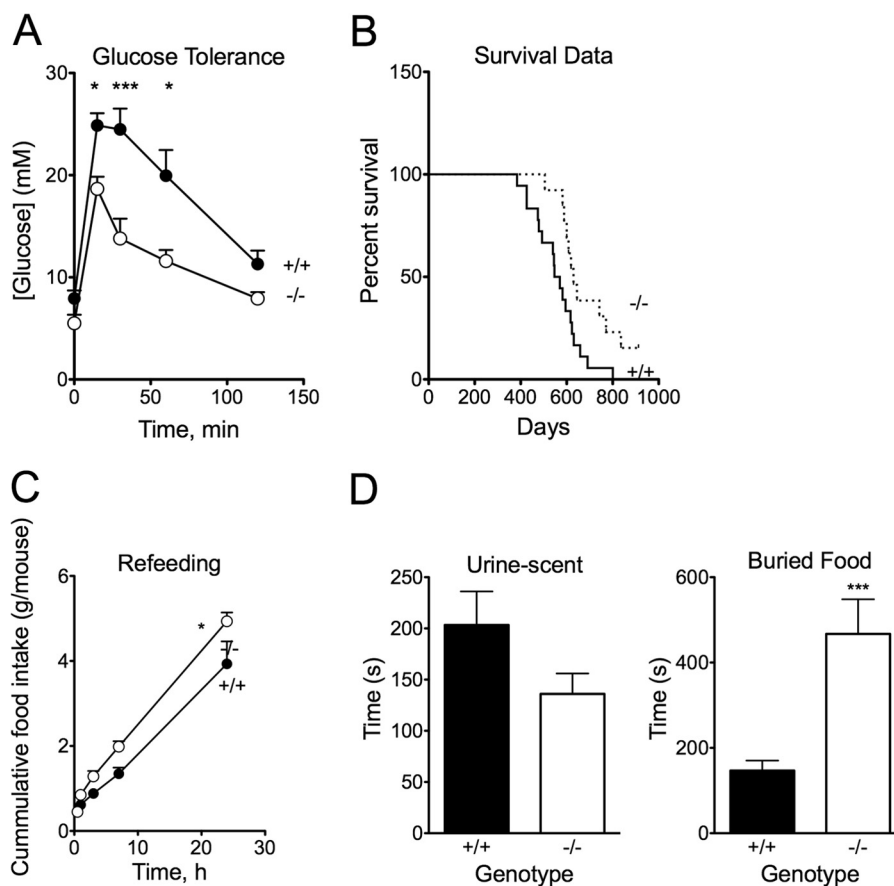 A
Glucose Tolerance
[Glucose] (mM)
30
20
10
0
* *** *
+/+
-/-
0 50 100 150
Time, min
B
Survival Data
Percent survival
150
100
50
0
-/-
+/+
0 200 400 600 800 1000
Days
C
Refeeding
Cummulative food intake (g/mouse)
6
4
2
0
*
-/-
+/+
0 10 20 30
Time, h
D
Urine-scent
Time (s)
250
200
150
100
50
0
+/+ -/-
Genotype
Buried Food
Time (s)
600
400
200
0
***
+/+ -/-
Genotype